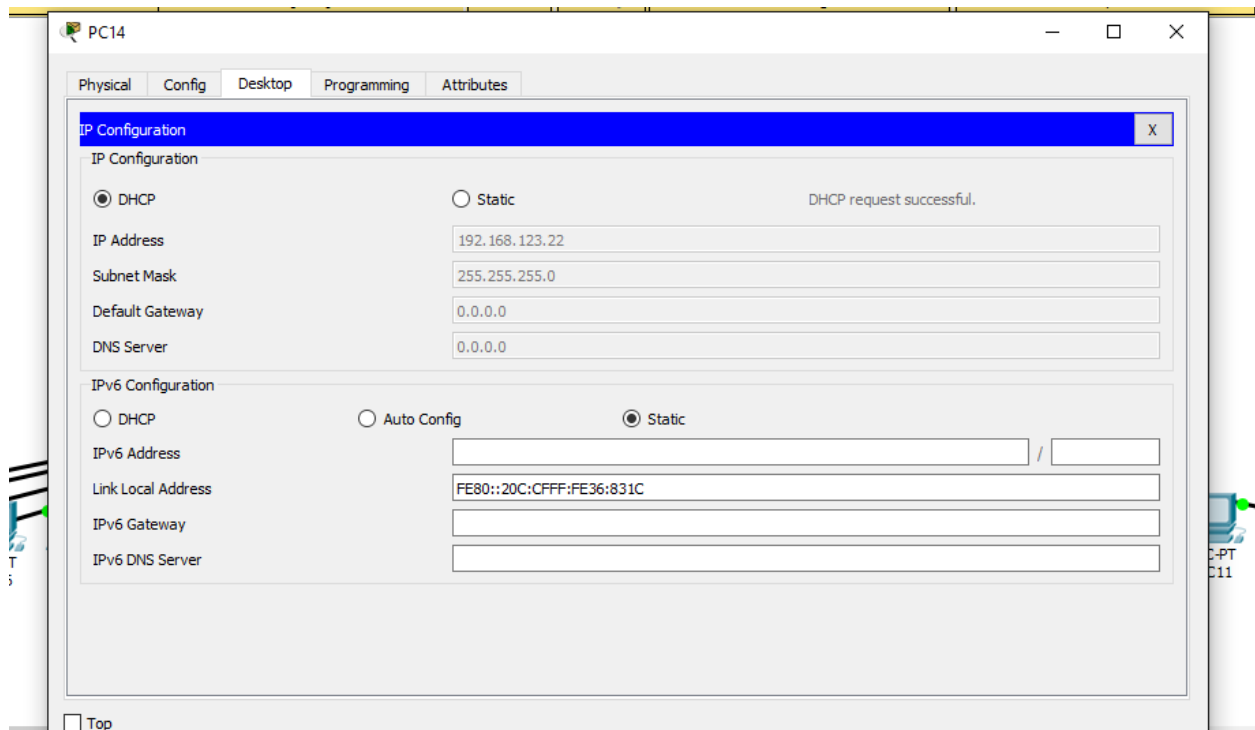 PC14
Physical Config Desktop Programming Attributes
IP Configuration X
IP Configuration
DHCP Static DHCP request successful.
IP Address 192.168.123.22
Subnet Mask 255.255.255.0
Default Gateway 0.0.0.0
DNS Server 0.0.0.0
IPv6 Configuration
DHCP Auto Config Static
IPv6 Address /
Link Local Address FE80::20C:CFFF:FE36:831C
IPv6 Gateway
IPv6 DNS Server
C-PT
C11
Top